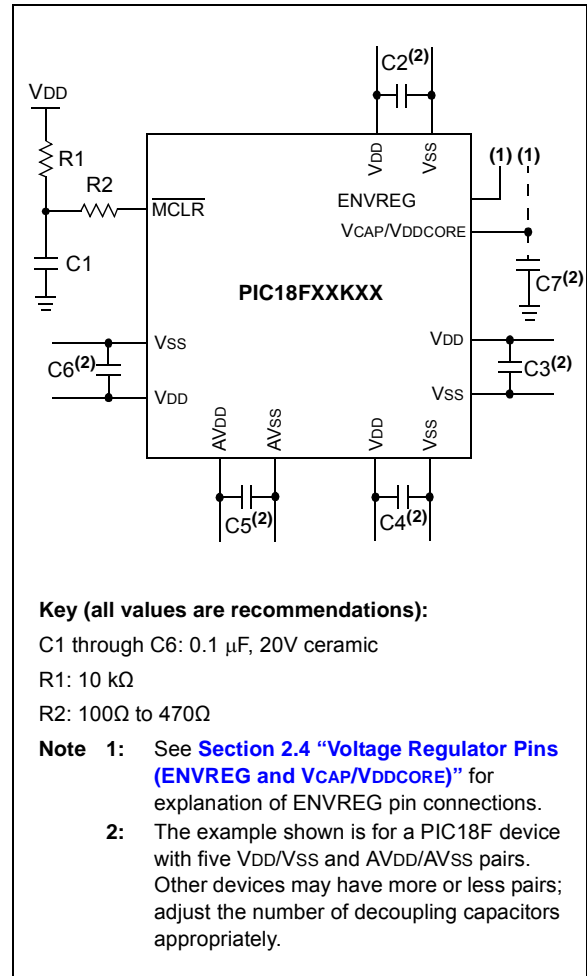 C2(2)
VDD
R1
R2
C1
MCLR
VDD
VSS
(1) (1)
ENVREG
VCAP/VDDCORE
C7(2)
PIC18FXXKXX
VSS
C6(2)
VDD
VDD
C3(2)
VSS
AVDD
AVSS
VDD
VSS
C5(2)
C4(2)
Key (all values are recommendations):
C1 through C6: 0.1 μF, 20V ceramic
R1: 10 kΩ
R2: 100Ω to 470Ω
Note 1: See Section 2.4 “Voltage Regulator Pins
(ENVREG and VCAP/VDDCORE)” for
explanation of ENVREG pin connections.
2: The example shown is for a PIC18F device
with five VDD/VSS and AVDD/AVSS pairs.
Other devices may have more or less pairs;
adjust the number of decoupling capacitors
appropriately.